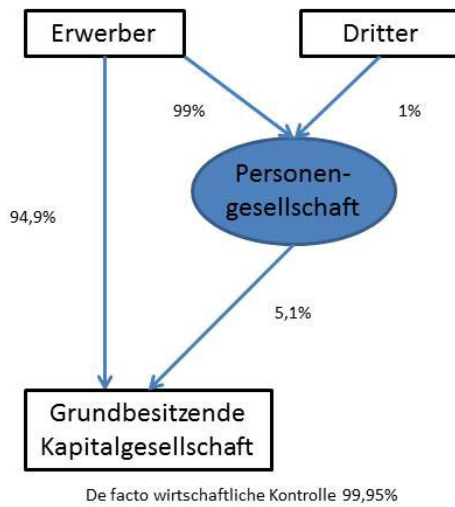 Erwerber
Dritter
99%
1%
Personen-
gesellschaft
94,9%
5,1%
Grundbesitzende
Kapitalgesellschaft
De facto wirtschaftliche Kontrolle 99,95%